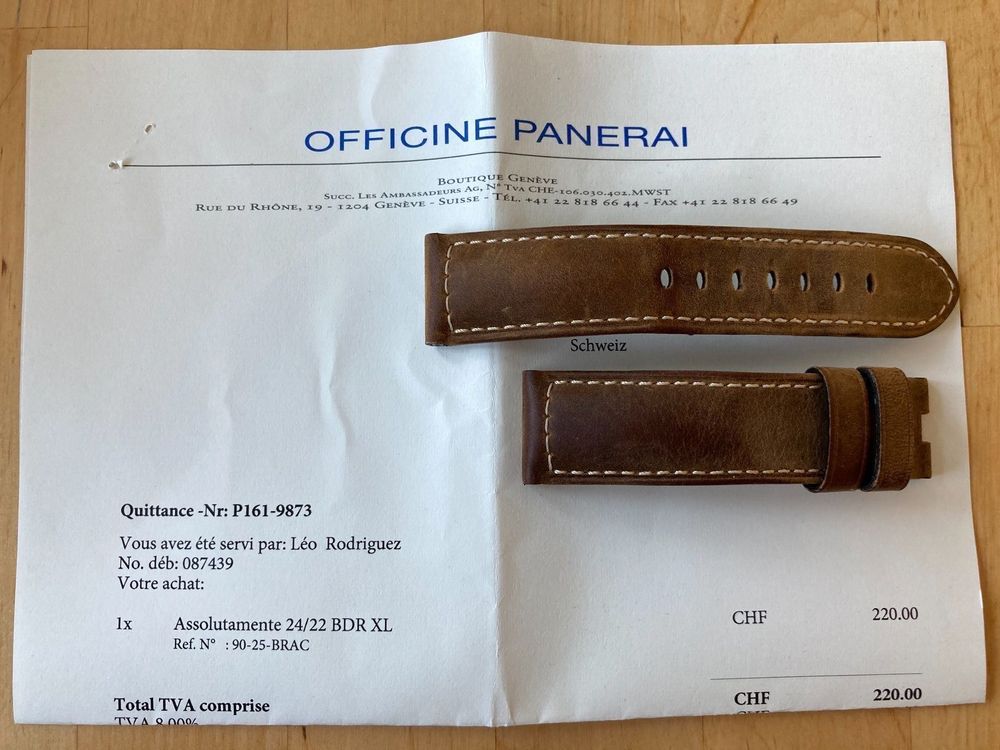 OFFICINE PANERAI
BOUTIQUE GENÈVE
SUCC. LES AMBASSADEURS AG, N° TVA CHE-106.030.402.MWST
RUE DU RHÔNE, 19 - 1204 GENÈVE - SUISSE - TÉL. +41 22 818 66 44 - FAX +41 22 818 66 49
Schweiz
Quittance -Nr: P161-9873
Vous avez été servi par: Léo Rodriguez
No. déb: 087439
Votre achat:
1x Assolutamente 24/22 BDR XL CHF 220.00
Ref. N° : 90-25-BRAC
Total TVA comprise CHF 220.00
TVA 8.00%